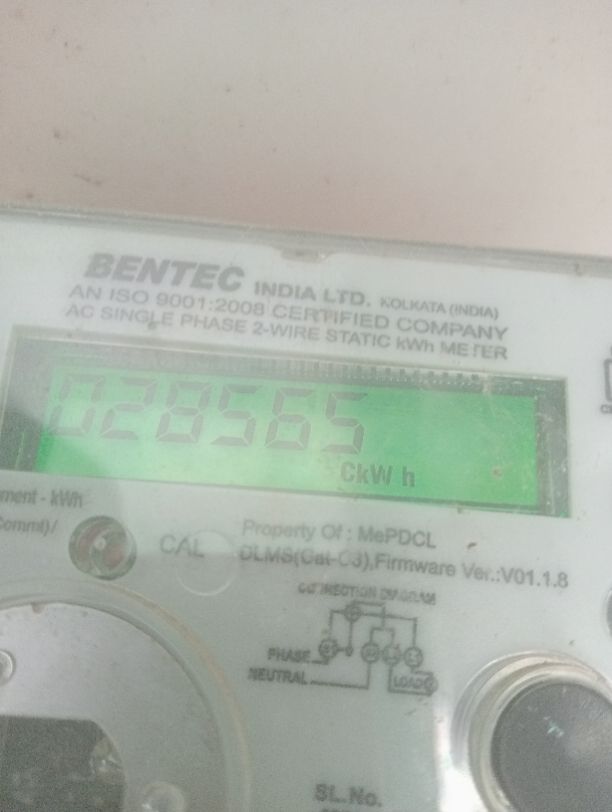 BENTEC INDIA LTD. KOLKATA (INDIA)
AN ISO 9001:2008 CERTIFIED COMPANY
AC SINGLE PHASE 2-WIRE STATIC kWh METER
028565
CkW h
ment - kWh
Comml)/
CAL
Property Of : MePDCL
DLMS(Cat-C3),Firmware Ver.:V01.1.8
CONNECTION DIAGRAM
PHASE
NEUTRAL
LOAD
SL.No.